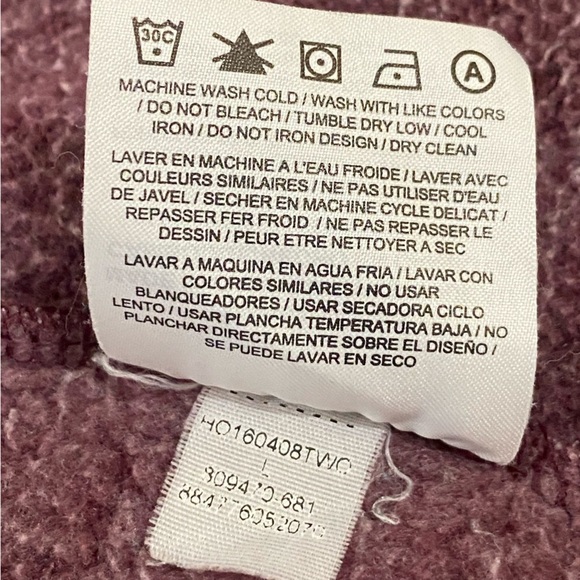 30C
A
MACHINE WASH COLD / WASH WITH LIKE COLORS
/ DO NOT BLEACH / TUMBLE DRY LOW / COOL
IRON / DO NOT IRON DESIGN / DRY CLEAN
LAVER EN MACHINE A L'EAU FROIDE / LAVER AVEC
COULEURS SIMILAIRES / NE PAS UTILISER D'EAU
DE JAVEL / SECHER EN MACHINE CYCLE DELICAT /
REPASSER FER FROID / NE PAS REPASSER LE
DESSIN / PEUR ETRE NETTOYER A SEC
LAVAR A MAQUINA EN AGUA FRIA / LAVAR CON
COLORES SIMILARES / NO USAR
BLANQUEADORES / USAR SECADORA CICLO
LENTO / USAR PLANCHA TEMPERATURA BAJA / NO
PLANCHAR DIRECTAMENTE SOBRE EL DISEÑO /
SE PUEDE LAVAR EN SECO
HO160408TWO
L